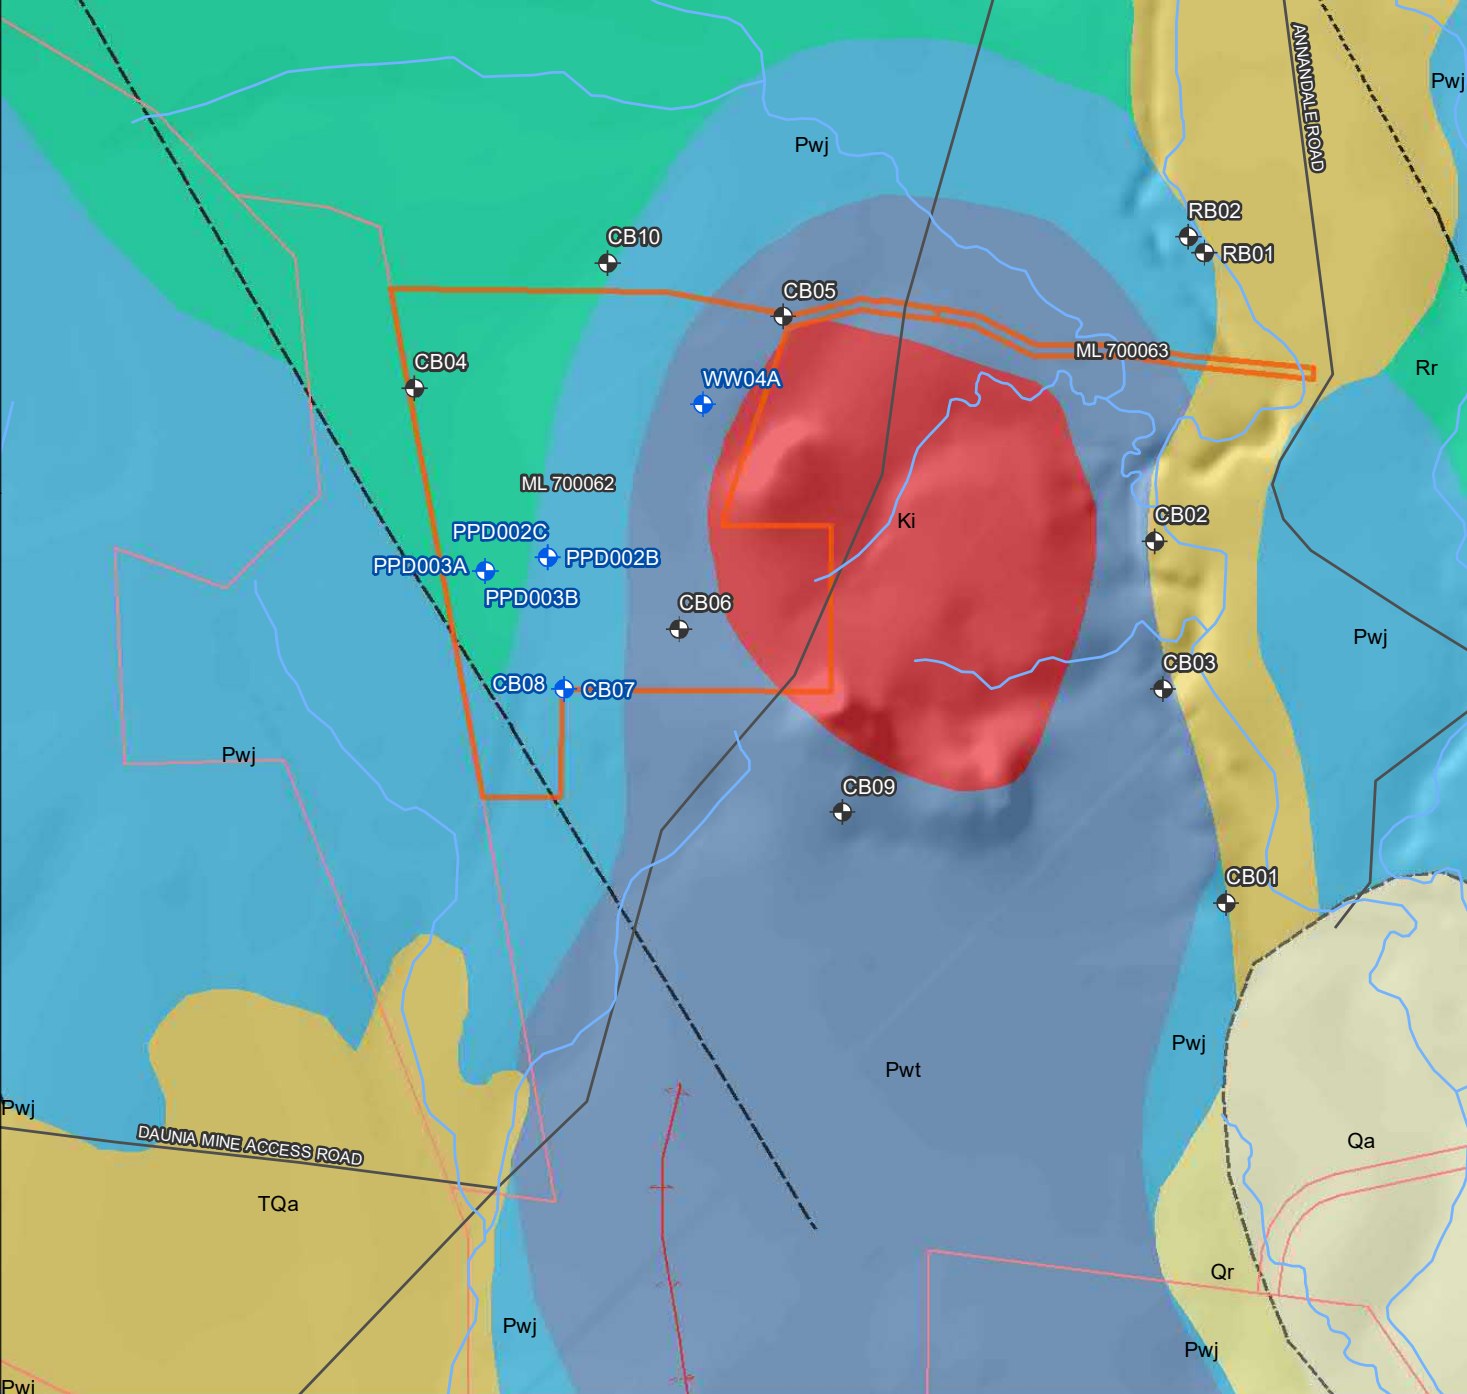 ANNANDALE ROAD
Pwj
Pwj
RB02
CB10
RB01
CB05
ML 700063
CB04
Rr
WW04A
ML 700062
CB02
Ki
PPD002C
PPD002B
PPD003A
PPD003B
CB06
Pwj
CB03
CB08
CB07
Pwj
CB09
CB01
Pwj
Pwt
Pwj
DAUNIA MINE ACCESS ROAD
Qa
TQa
Qr
Pwj
Pwj
Pwj